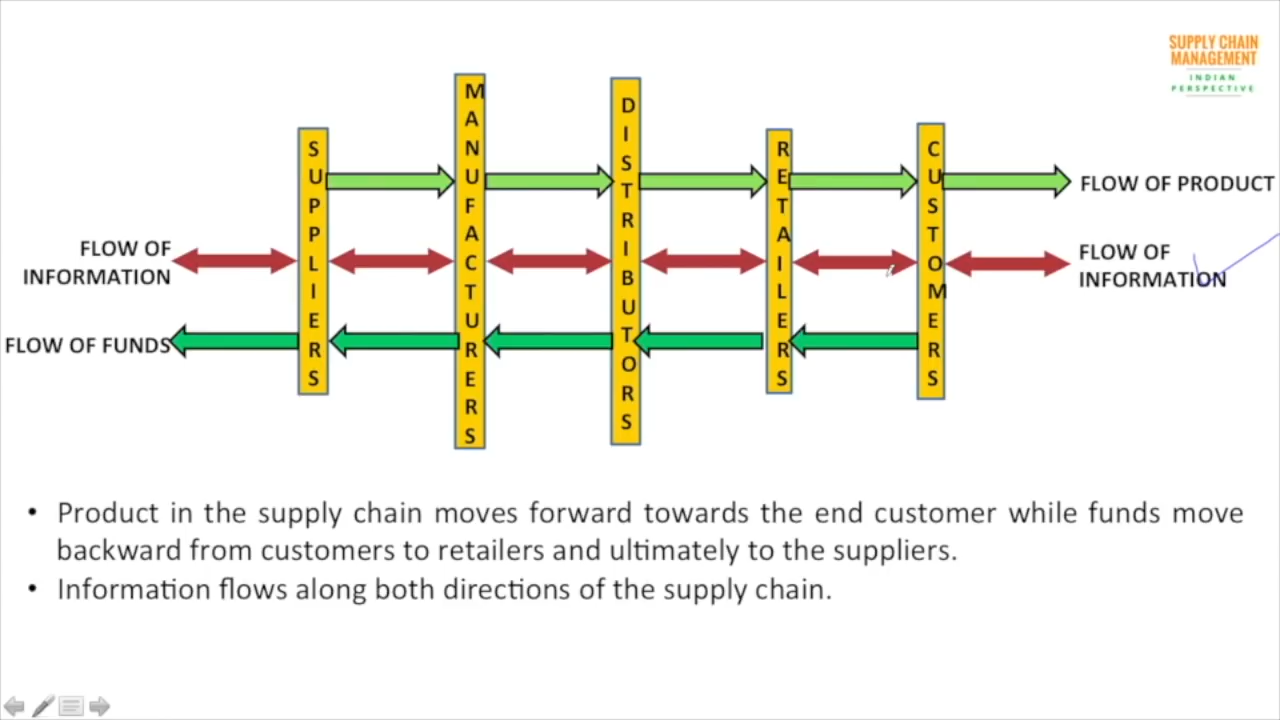 SUPPLY CHAIN
MANAGEMENT
INDIAN
PERSPECTIVE
SUPPLIERS
MANUFACTURERS
DISTRIBUTORS
RETAILERS
CUSTOMERS
FLOW OF PRODUCT
FLOW OF
INFORMATION
FLOW OF
INFORMATION
FLOW OF FUNDS
• Product in the supply chain moves forward towards the end customer while funds move
backward from customers to retailers and ultimately to the suppliers.
• Information flows along both directions of the supply chain.